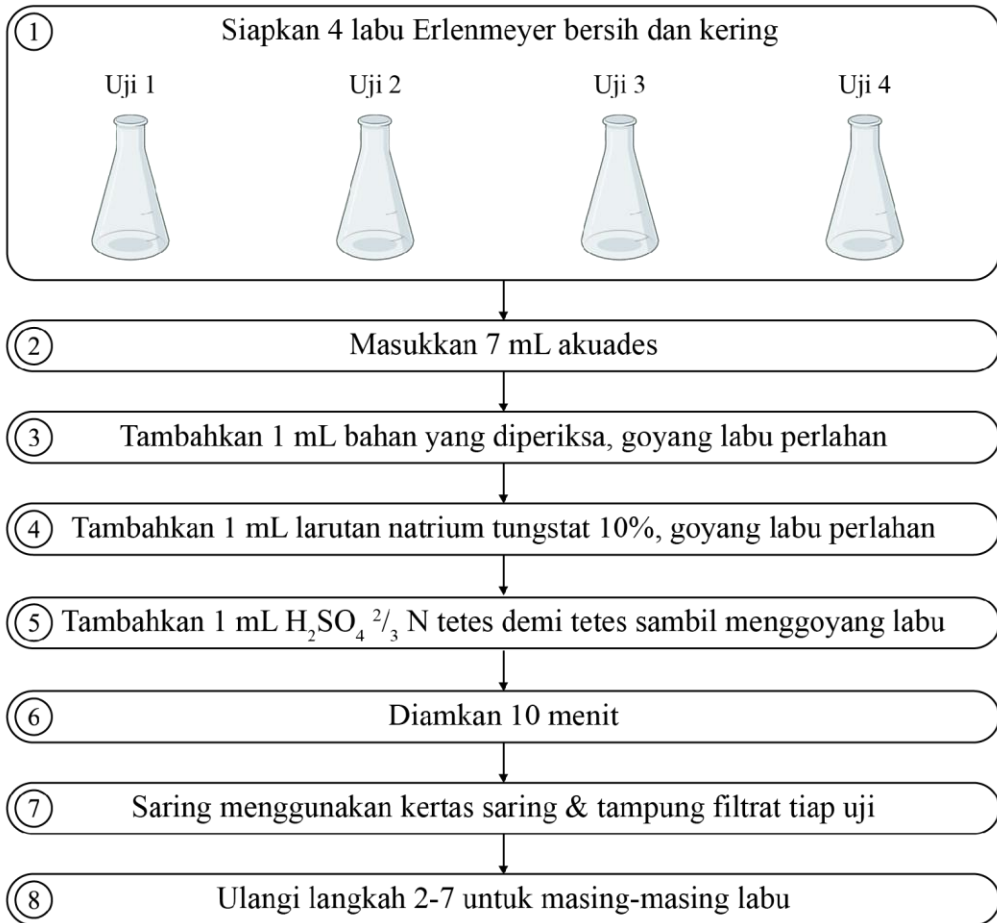 1 Siapkan 4 labu Erlenmeyer bersih dan kering
Uji 1 Uji 2 Uji 3 Uji 4
2 Masukkan 7 mL akuades
3 Tambahkan 1 mL bahan yang diperiksa, goyang labu perlahan
4 Tambahkan 1 mL larutan natrium tungstat 10%, goyang labu perlahan
5 Tambahkan 1 mL H₂SO₄ ²/₃ N tetes demi tetes sambil menggoyang labu
6 Diamkan 10 menit
7 Saring menggunakan kertas saring & tampung filtrat tiap uji
8 Ulangi langkah 2-7 untuk masing-masing labu